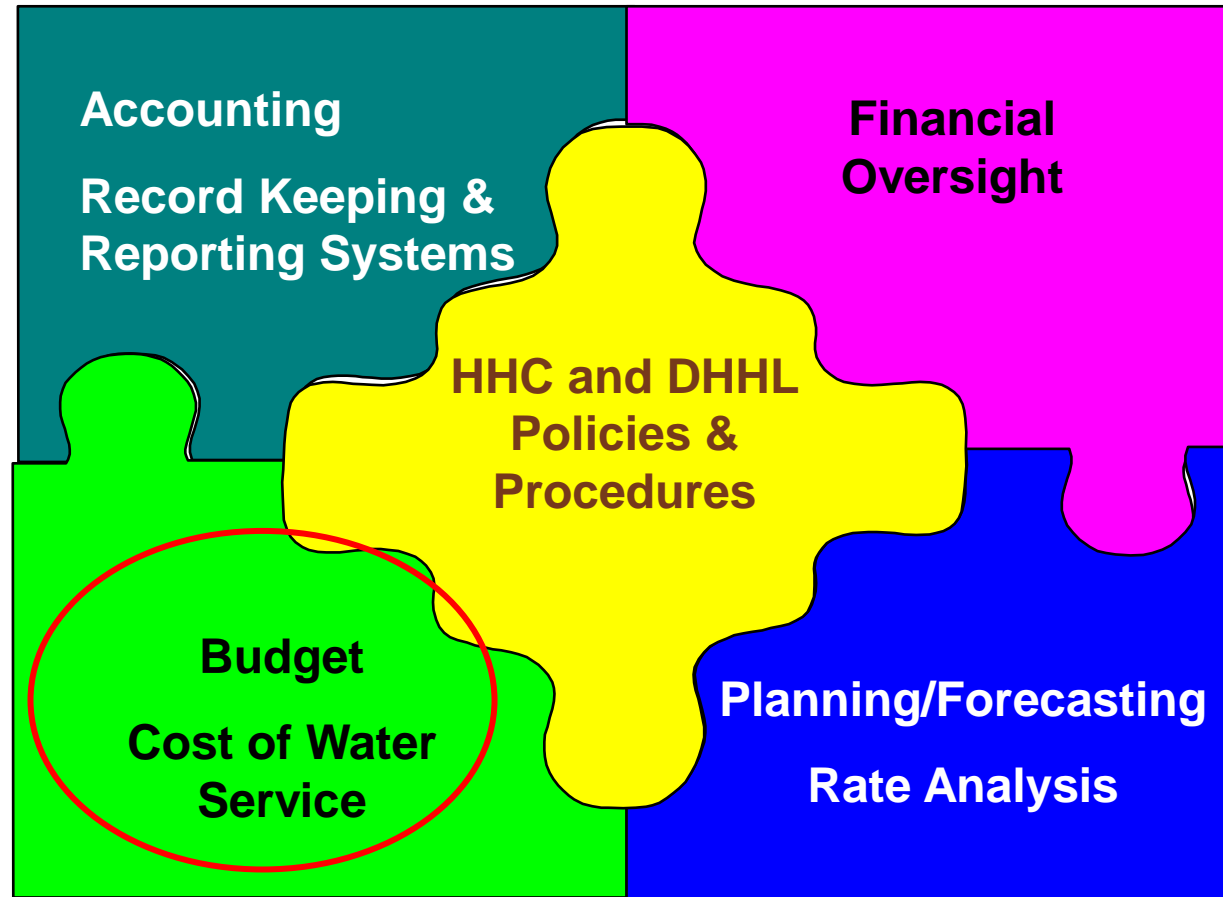 Accounting
Record Keeping &
Reporting Systems
Financial
Oversight
HHC and DHHL
Policies &
Procedures
Budget
Cost of Water
Service
Planning/Forecasting
Rate Analysis